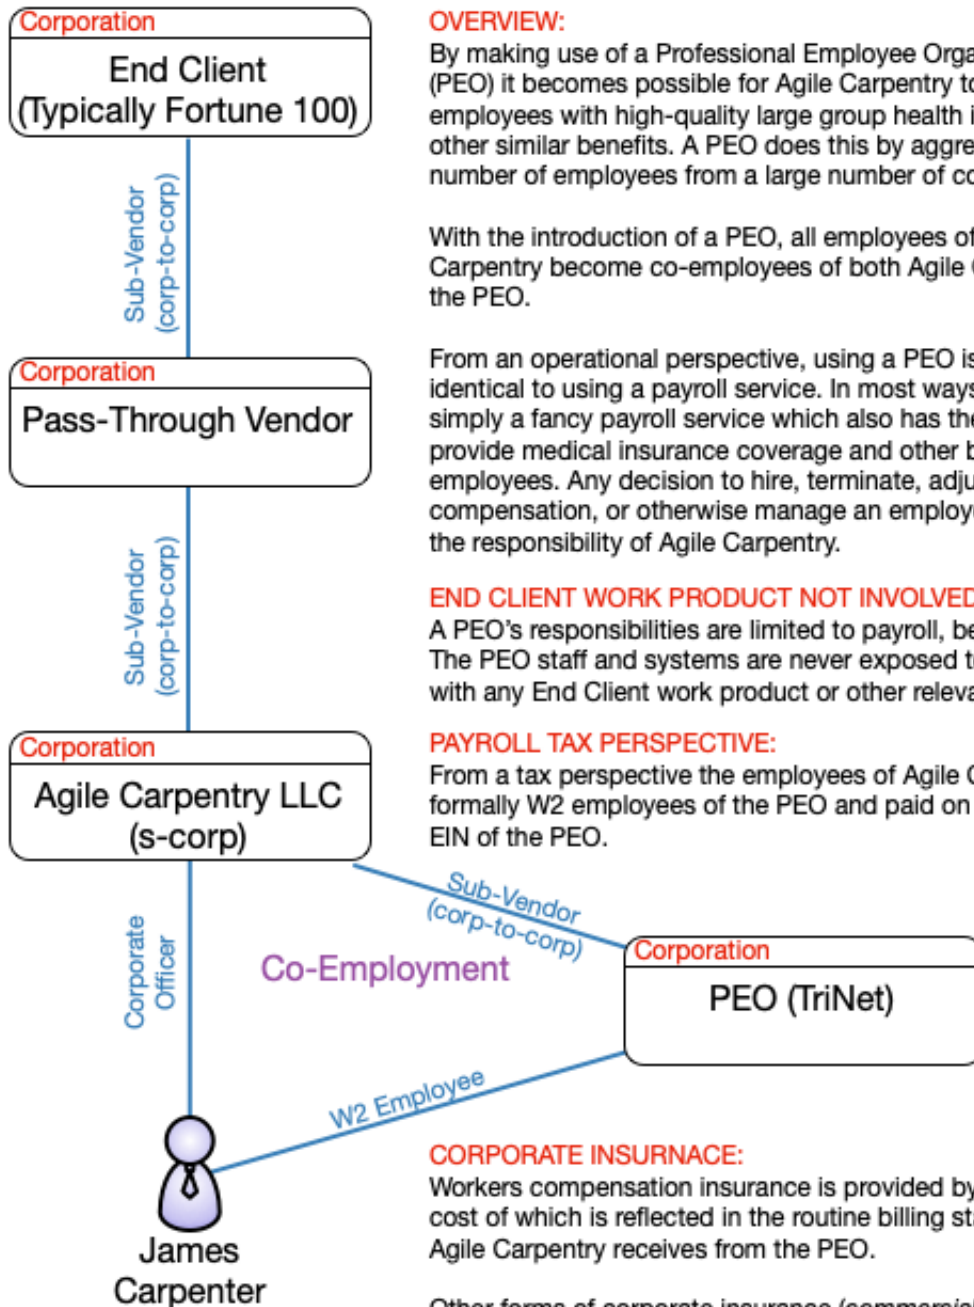 Corporation
End Client
(Typically Fortune 100)
Sub-Vendor
(corp-to-corp)
Corporation
Pass-Through Vendor
Sub-Vendor
(corp-to-corp)
Corporation
Agile Carpentry LLC
(s-corp)
Corporate
Officer
Co-Employment
Sub-Vendor
(corp-to-corp)
Corporation
PEO (TriNet)
W2 Employee
James
Carpenter
OVERVIEW:
By making use of a Professional Employee Orga
(PEO) it becomes possible for Agile Carpentry to
employees with high-quality large group health i
other similar benefits. A PEO does this by aggre
number of employees from a large number of co
With the introduction of a PEO, all employees of
Carpentry become co-employees of both Agile
the PEO.
From an operational perspective, using a PEO is
identical to using a payroll service. In most ways
simply a fancy payroll service which also has the
provide medical insurance coverage and other b
employees. Any decision to hire, terminate, adju
compensation, or otherwise manage an employe
the responsibility of Agile Carpentry.
END CLIENT WORK PRODUCT NOT INVOLVED
A PEO’s responsibilities are limited to payroll, be
The PEO staff and systems are never exposed to
with any End Client work product or other releva
PAYROLL TAX PERSPECTIVE:
From a tax perspective the employees of Agile C
formally W2 employees of the PEO and paid on
EIN of the PEO.
CORPORATE INSURNACE:
Workers compensation insurance is provided by
cost of which is reflected in the routine billing sta
Agile Carpentry receives from the PEO.
Other forms of corporate insurance (commercial